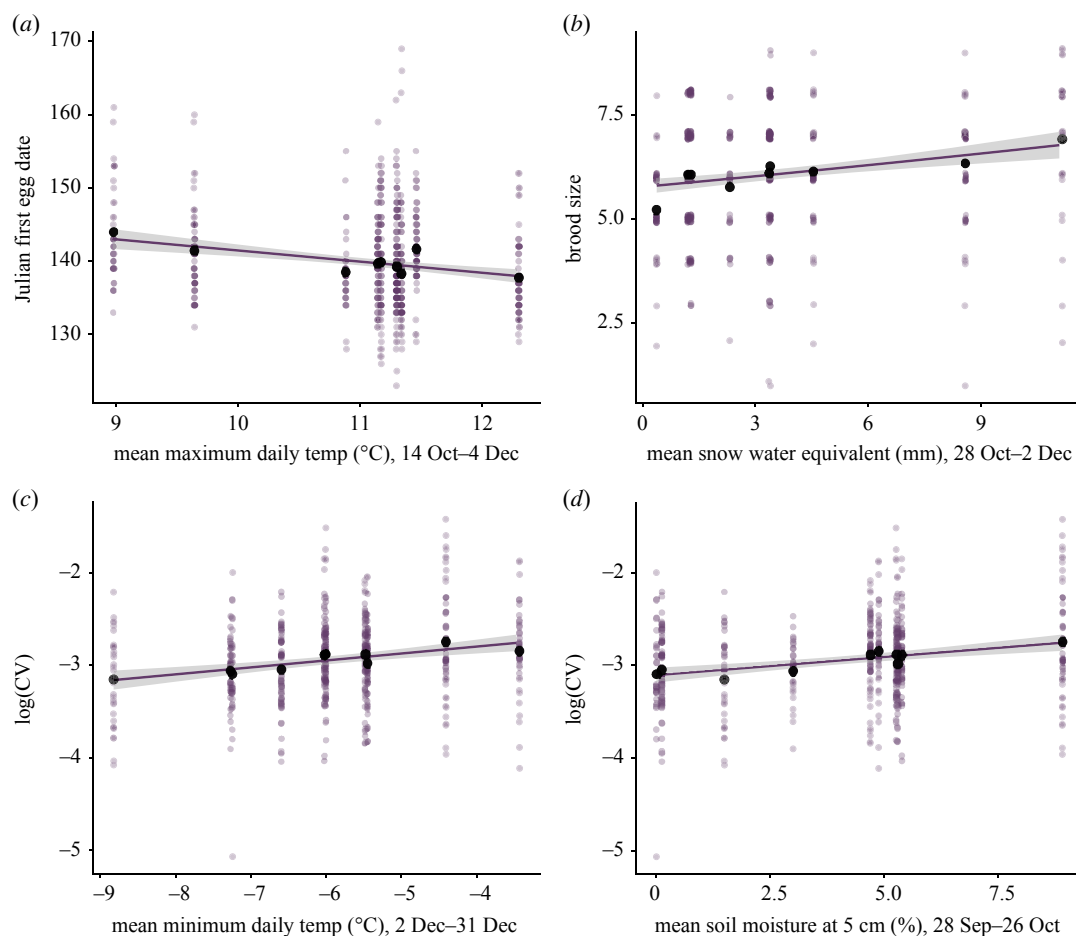 (a)
170
160
150
140
130
Julian first egg date
9
10
11
12
mean maximum daily temp (°C), 14 Oct–4 Dec
(b)
7.5
5.0
2.5
brood size
0
3
6
9
mean snow water equivalent (mm), 28 Oct–2 Dec
(c)
–2
–3
–4
–5
log(CV)
–9
–8
–7
–6
–5
–4
mean minimum daily temp (°C), 2 Dec–31 Dec
(d)
–2
–3
–4
–5
log(CV)
0
2.5
5.0
7.5
mean soil moisture at 5 cm (%), 28 Sep–26 Oct